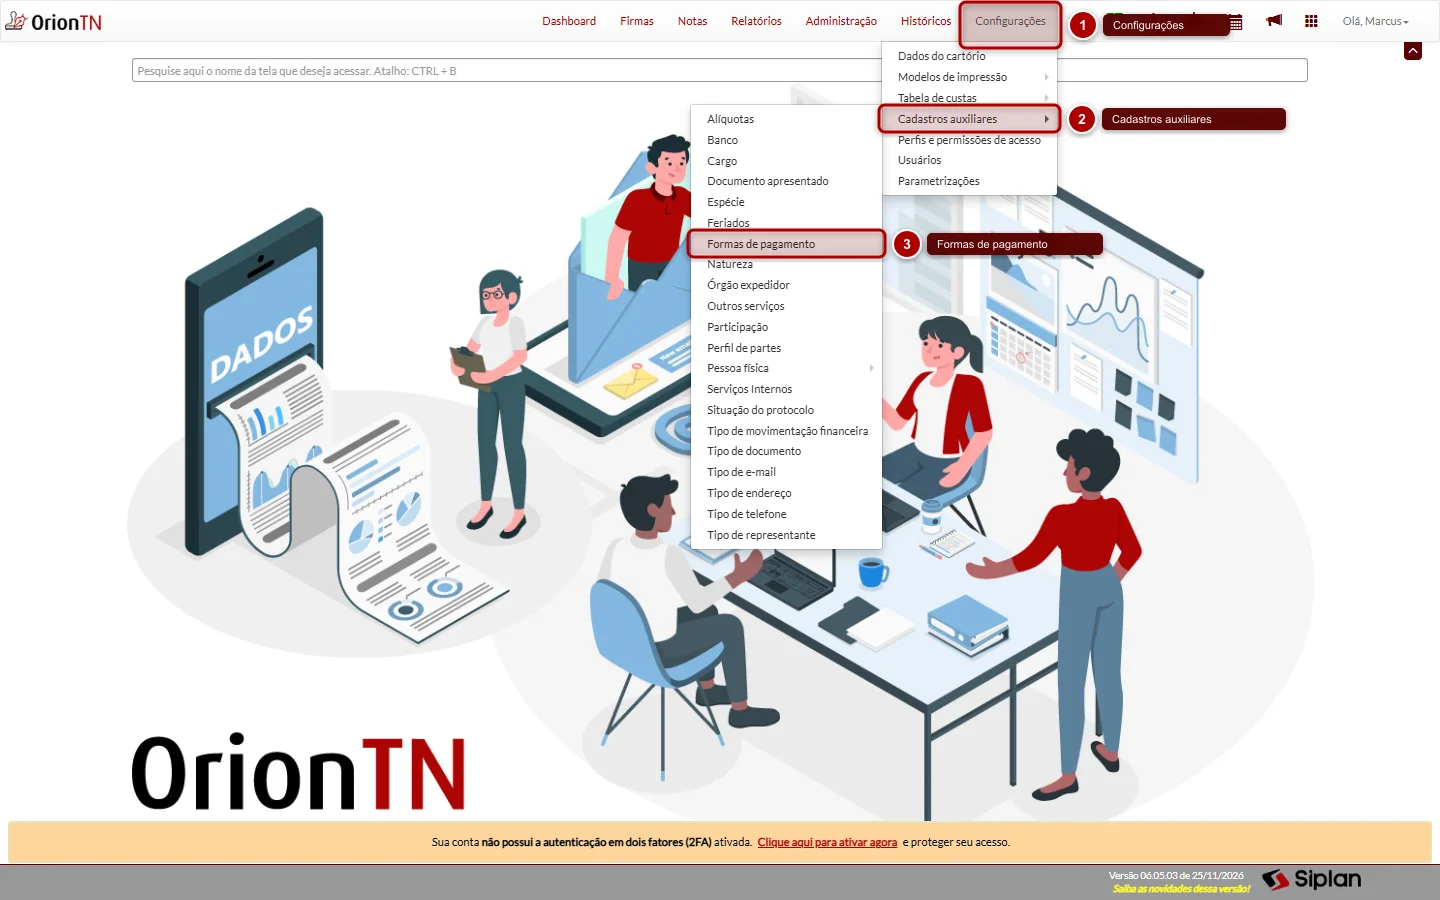 OrionTN
Dashboard
Firmas
Notas
Relatórios
Administração
Históricos
Configurações
1
Configurações
Olá, Marcus
Pesquise aqui o nome da tela que deseja acessar. Atalho: CTRL + B
Dados do cartório
Modelos de impressão
Tabela de custas
Cadastros auxiliares
2
Cadastros auxiliares
Perfis e permissões de acesso
Usuários
Parametrizações
Alíquotas
Banco
Cargo
Documento apresentado
Espécie
Feriados
Formas de pagamento
3
Formas de pagamento
Natureza
Órgão expedidor
Outros serviços
Participação
Perfil de partes
Pessoa física
Serviços Internos
Situação do protocolo
Tipo de movimentação financeira
Tipo de documento
Tipo de e-mail
Tipo de endereço
Tipo de telefone
Tipo de representante
DADOS
OrionTN
Sua conta não possui a autenticação em dois fatores (2FA) ativada. Clique aqui para ativar agora e proteger seu acesso.
Versão 06.05.03 de 25/11/2026
Saiba as novidades dessa versão!
Siplan